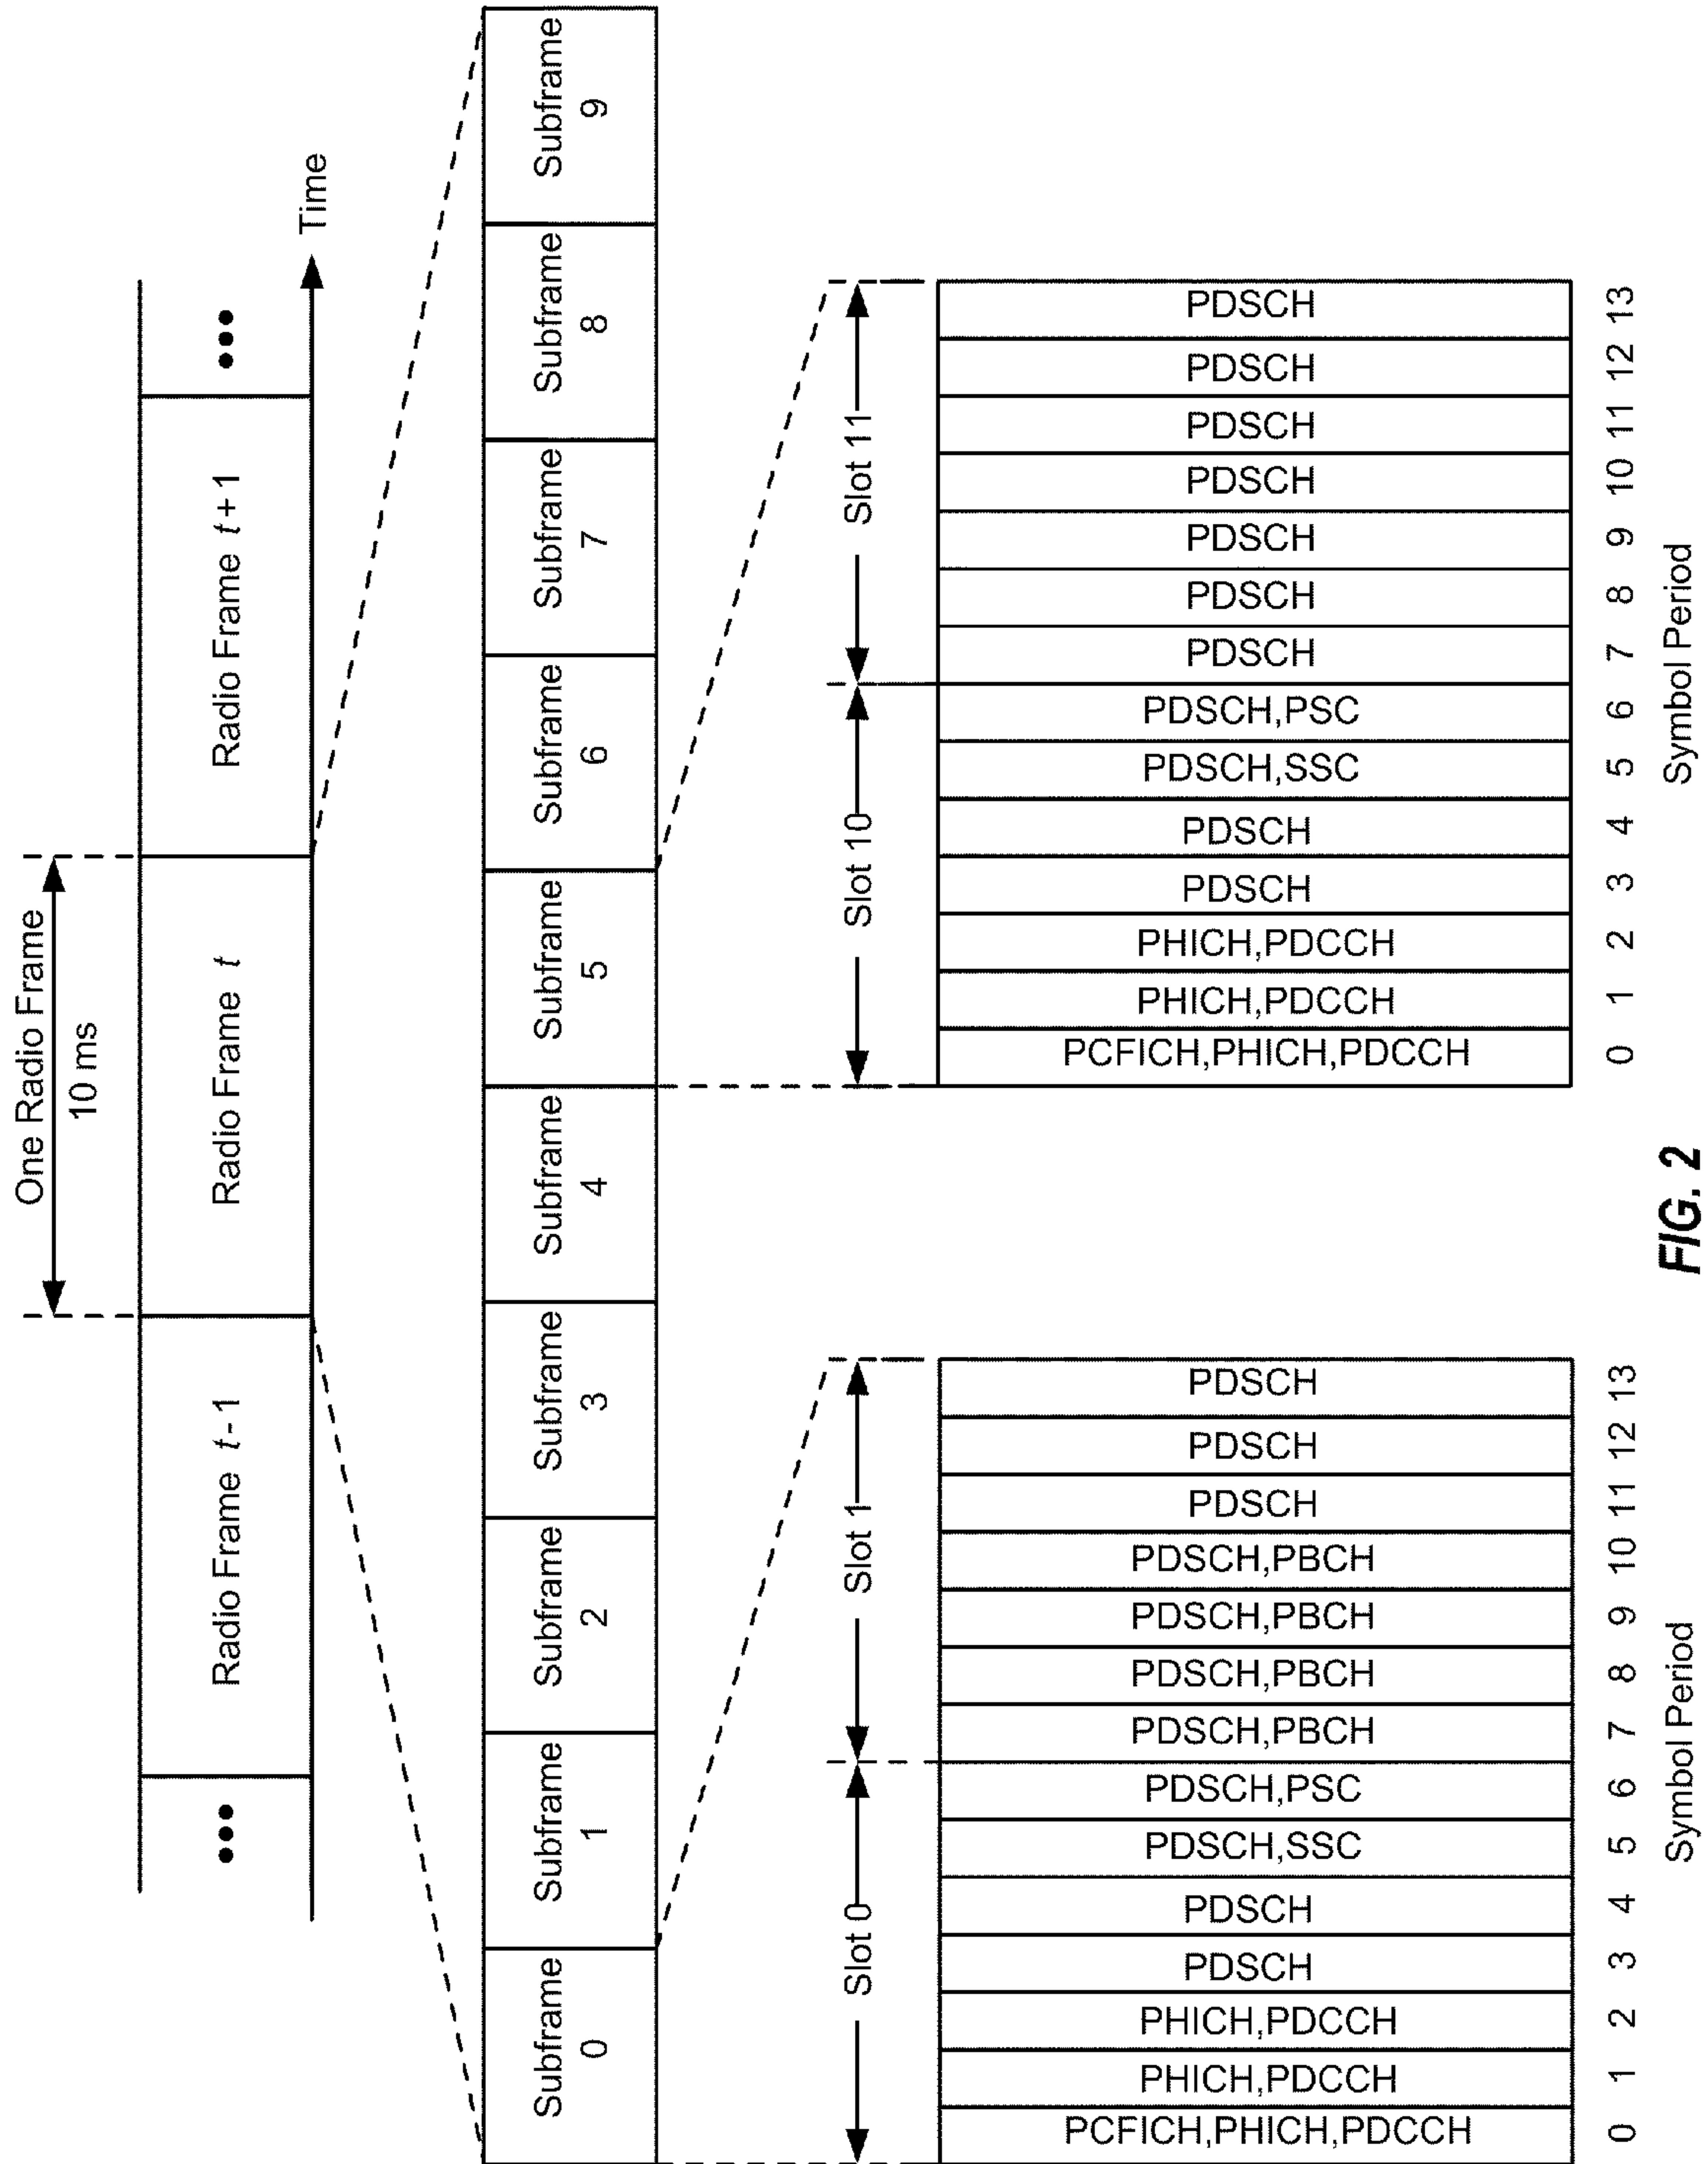 One Radio Frame
10 ms
Radio Frame t-1
Radio Frame t
Radio Frame t+1
Time
Subframe 0
Subframe 1
Subframe 2
Subframe 3
Subframe 4
Subframe 5
Subframe 6
Subframe 7
Subframe 8
Subframe 9
Slot 0
Slot 1
PCFICH,PHICH,PDCCH
PHICH,PDCCH
PHICH,PDCCH
PDSCH
PDSCH
PDSCH,SSC
PDSCH,PSC
PDSCH,PBCH
PDSCH,PBCH
PDSCH,PBCH
PDSCH,PBCH
PDSCH
PDSCH
PDSCH
0 1 2 3 4 5 6 7 8 9 10 11 12 13
Symbol Period
Slot 10
Slot 11
PCFICH,PHICH,PDCCH
PHICH,PDCCH
PHICH,PDCCH
PDSCH
PDSCH
PDSCH,SSC
PDSCH,PSC
PDSCH
PDSCH
PDSCH
PDSCH
PDSCH
PDSCH
PDSCH
0 1 2 3 4 5 6 7 8 9 10 11 12 13
Symbol Period
FIG. 2